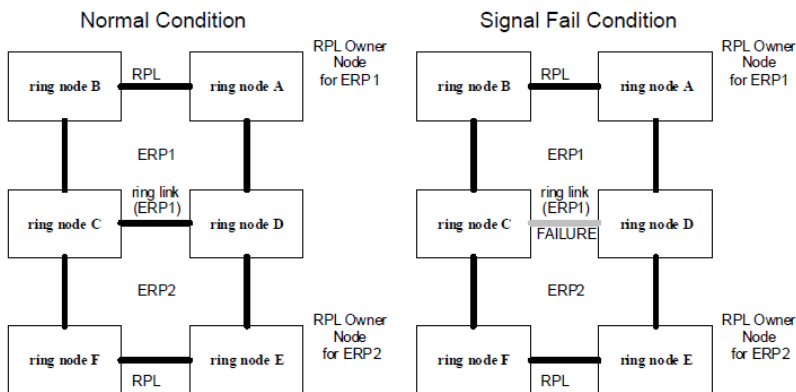 Normal Condition
RPL Owner
Node
for ERP1
ring node B
RPL
ring node A
ERP1
ring link
(ERP1)
ring node C
ring node D
ERP2
RPL Owner
Node
for ERP2
ring node F
RPL
ring node E
Signal Fail Condition
RPL Owner
Node
for ERP1
ring node B
RPL
ring node A
ERP1
ring link
(ERP1)
ring node C
FAILURE
ring node D
ERP2
RPL Owner
Node
for ERP2
ring node F
RPL
ring node E